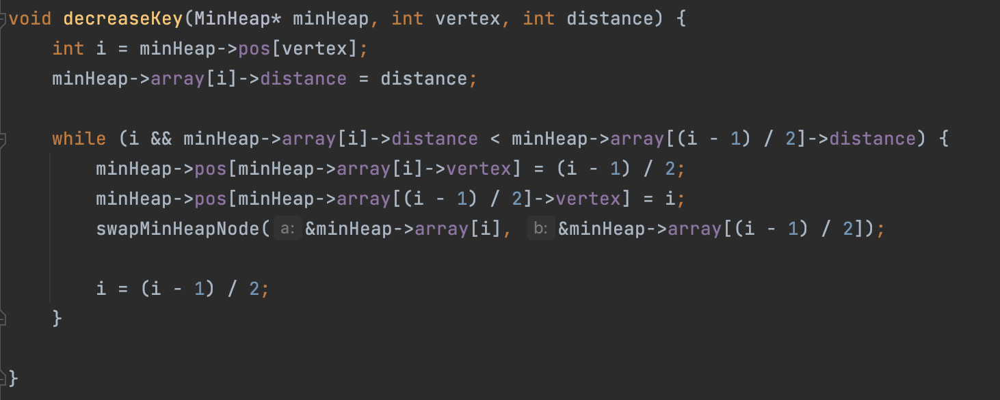 void decreaseKey(MinHeap* minHeap, int vertex, int distance) {
    int i = minHeap->pos[vertex];
    minHeap->array[i]->distance = distance;
    while (i && minHeap->array[i]->distance < minHeap->array[(i - 1) / 2]->distance) {
        minHeap->pos[minHeap->array[i]->vertex] = (i - 1) / 2;
        minHeap->pos[minHeap->array[(i - 1) / 2]->vertex] = i;
        swapMinHeapNode( a: &minHeap->array[i], b: &minHeap->array[(i - 1) / 2]);
        i = (i - 1) / 2;
    }
}